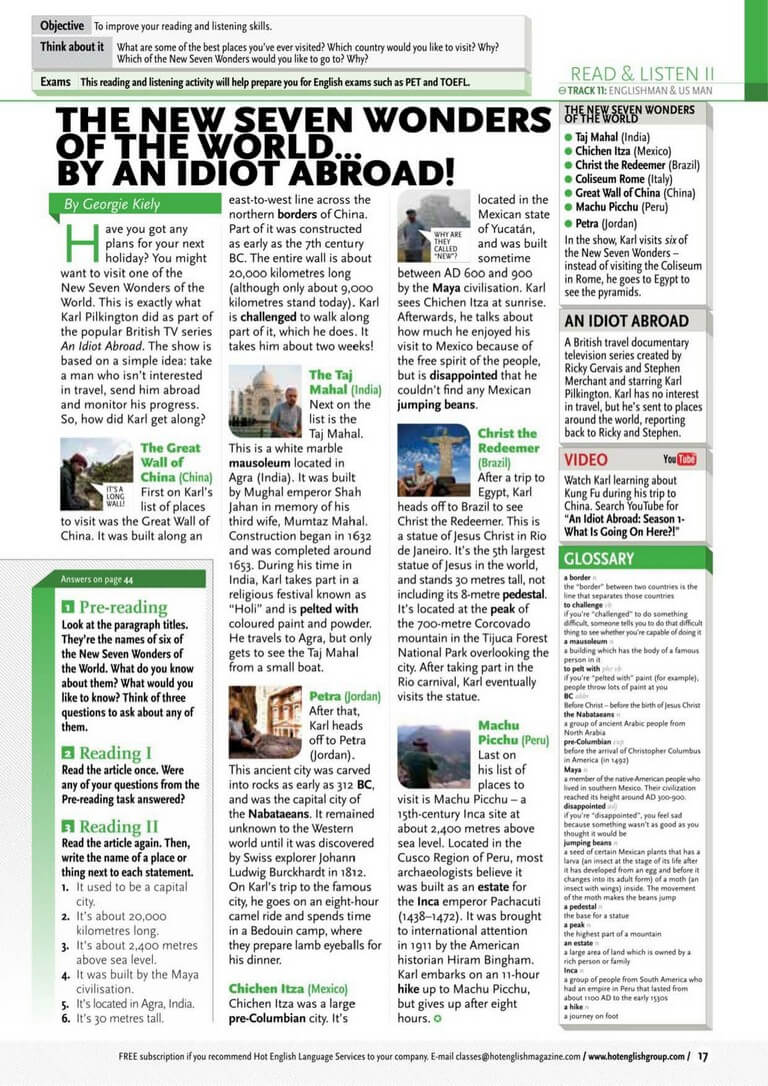 Objective To improve your reading and listening skills.
Think about it What are some of the best places you've ever visited? Which country would you like to visit? Why?
Which of the New Seven Wonders would you like to go to? Why?
Exams This reading and listening activity will help prepare you for English exams such as PET and TOEFL.
READ & LISTEN II
TRACK 11: ENGLISHMAN & US MAN
THE NEW SEVEN WONDERS
OF THE WORLD...
BY AN IDIOT ABROAD!
By Georgie Kiely
Have you got any
plans for your next
holiday? You might
want to visit one of the
New Seven Wonders of the
World. This is exactly what
Karl Pilkington did as part of
the popular British TV series
An Idiot Abroad. The show is
based on a simple idea: take
a man who isn't interested
in travel, send him abroad
and monitor his progress.
So, how did Karl get along?
IT'S A
LONG
WALL!
The Great
Wall of
China (China)
First on Karl's
list of places
to visit was the Great Wall of
China. It was built along an
east-to-west line across the
northern borders of China.
Part of it was constructed
as early as the 7th century
BC. The entire wall is about
20,000 kilometres long
(although only about 9,000
kilometres stand today). Karl
is challenged to walk along
part of it, which he does. It
takes him about two weeks!
The Taj
Mahal (India)
Next on the
list is the
Taj Mahal.
This is a white marble
mausoleum located in
Agra (India). It was built
by Mughal emperor Shah
Jahan in memory of his
third wife, Mumtaz Mahal.
Construction began in 1632
and was completed around
1653. During his time in
India, Karl takes part in a
religious festival known as
"Holi" and is pelted with
coloured paint and powder.
He travels to Agra, but only
gets to see the Taj Mahal
from a small boat.
Petra (Jordan)
After that,
Karl heads
off to Petra
(Jordan).
This ancient city was carved
into rocks as early as 312 BC,
and was the capital city of
the Nabataeans. It remained
unknown to the Western
world until it was discovered
by Swiss explorer Johann
Ludwig Burckhardt in 1812.
On Karl's trip to the famous
city, he goes on an eight-hour
camel ride and spends time
in a Bedouin camp, where
they prepare lamb eyeballs for
his dinner.
Chichen Itza (Mexico)
Chichen Itza was a large
pre-Columbian city. It's
WHY ARE
THEY
CALLED
"NEW"?
located in the
Mexican state
of Yucatán,
and was built
sometime
between AD 600 and 900
by the Maya civilisation. Karl
sees Chichen Itza at sunrise.
Afterwards, he talks about
how much he enjoyed his
visit to Mexico because of
the free spirit of the people,
but is disappointed that he
couldn't find any Mexican
jumping beans.
Christ the
Redeemer
(Brazil)
After a trip to
Egypt, Karl
heads off to Brazil to see
Christ the Redeemer. This is
a statue of Jesus Christ in Rio
de Janeiro. It's the 5th largest
statue of Jesus in the world,
and stands 30 metres tall, not
including its 8-metre pedestal.
It's located at the peak of
the 700-metre Corcovado
mountain in the Tijuca Forest
National Park overlooking the
city. After taking part in the
Rio carnival, Karl eventually
visits the statue.
Machu
Picchu (Peru)
Last on
his list of
places to
visit is Machu Picchu – a
15th-century Inca site at
about 2,400 metres above
sea level. Located in the
Cusco Region of Peru, most
archaeologists believe it
was built as an estate for
the Inca emperor Pachacuti
(1438–1472). It was brought
to international attention
in 1911 by the American
historian Hiram Bingham.
Karl embarks on an 11-hour
hike up to Machu Picchu,
but gives up after eight
hours.
Answers on page 44
1 Pre-reading
Look at the paragraph titles.
They're the names of six of
the New Seven Wonders of
the World. What do you know
about them? What would you
like to know? Think of three
questions to ask about any of
them.
2 Reading I
Read the article once. Were
any of your questions from the
Pre-reading task answered?
3 Reading II
Read the article again. Then,
write the name of a place or
thing next to each statement.
1. It used to be a capital
city.
2. It's about 20,000
kilometres long.
3. It's about 2,400 metres
above sea level.
4. It was built by the Maya
civilisation.
5. It's located in Agra, India.
6. It's 30 metres tall.
THE NEW SEVEN WONDERS
OF THE WORLD
Taj Mahal (India)
Chichen Itza (Mexico)
Christ the Redeemer (Brazil)
Coliseum Rome (Italy)
Great Wall of China (China)
Machu Picchu (Peru)
Petra (Jordan)
In the show, Karl visits six of
the New Seven Wonders –
instead of visiting the Coliseum
in Rome, he goes to Egypt to
see the pyramids.
AN IDIOT ABROAD
A British travel documentary
television series created by
Ricky Gervais and Stephen
Merchant and starring Karl
Pilkington. Karl has no interest
in travel, but he's sent to places
around the world, reporting
back to Ricky and Stephen.
VIDEO YouTube
Watch Karl learning about
Kung Fu during his trip to
China. Search YouTube for
"An Idiot Abroad: Season 1-
What Is Going On Here?!"
GLOSSARY
a border n
the "border" between two countries is the
line that separates those countries
to challenge vb
if you're "challenged" to do something
difficult, someone tells you to do that difficult
thing to see whether you're capable of doing it
a mausoleum n
a building which has the body of a famous
person in it
to pelt with phr vb
if you're "pelted with" paint (for example),
people throw lots of paint at you
BC abbr
Before Christ – before the birth of Jesus Christ
the Nabataeans n
a group of ancient Arabic people from
North Arabia
pre-Columbian exp
before the arrival of Christopher Columbus
in America (in 1492)
Maya n
a member of the native-American people who
lived in southern Mexico. Their civilization
reached its height around AD 300-900.
disappointed adj
if you're "disappointed", you feel sad
because something wasn't as good as you
thought it would be
jumping beans n
a seed of certain Mexican plants that has a
larva (an insect at the stage of its life after
it has developed from an egg and before it
changes into its adult form) of a moth (an
insect with wings) inside. The movement
of the moth makes the beans jump
a pedestal n
the base for a statue
a peak n
the highest part of a mountain
an estate n
a large area of land which is owned by a
rich person or family
Inca n
a group of people from South America who
had an empire in Peru that lasted from
about 1100 AD to the early 1530s
a hike n
a journey on foot
FREE subscription if you recommend Hot English Language Services to your company. E-mail classes@hotenglishmagazine.com / www.hotenglishgroup.com / 17